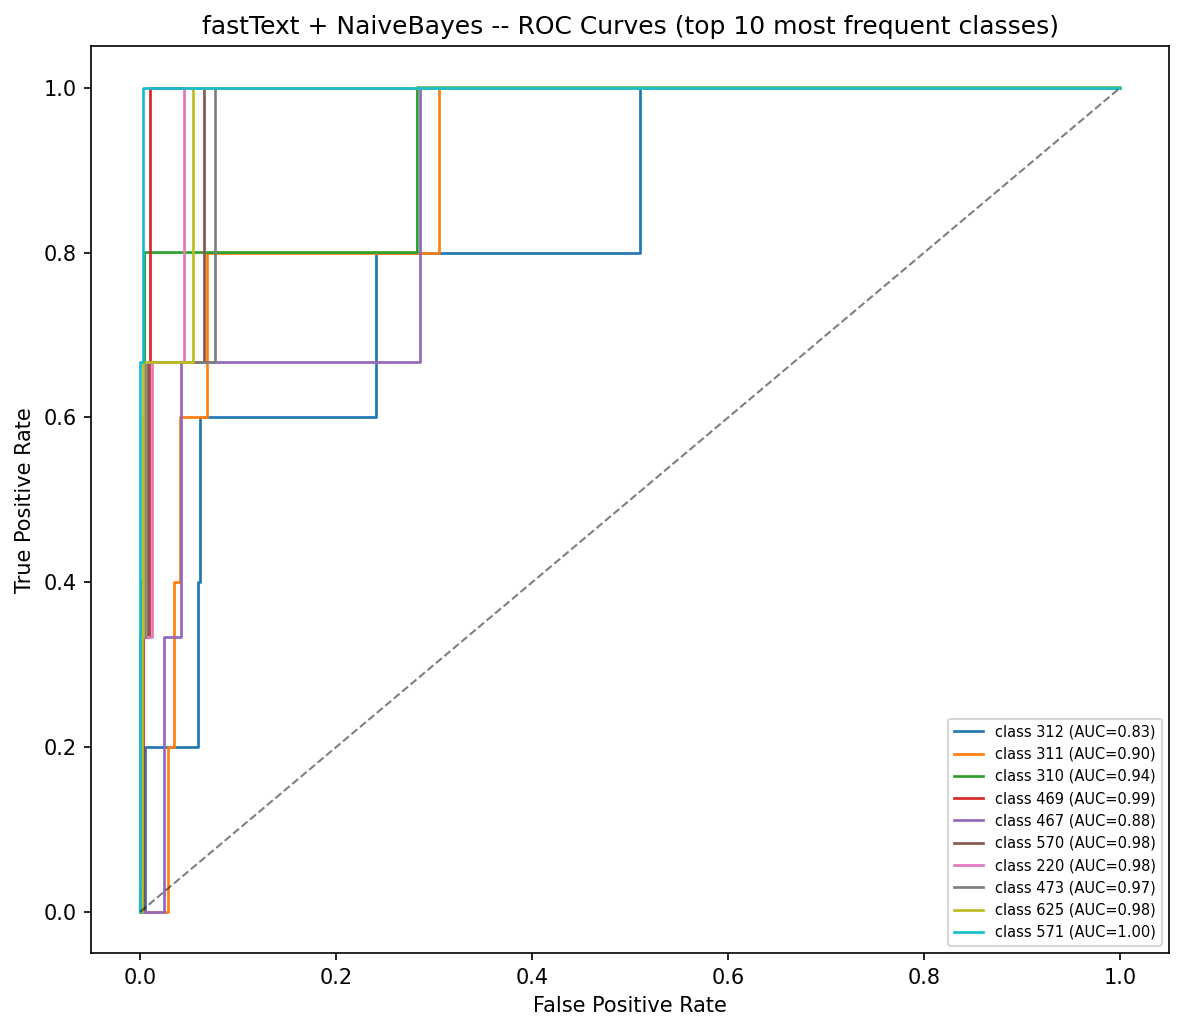 fastText + NaiveBayes -- ROC Curves (top 10 most frequent classes)
True Positive Rate
1.0
0.8
0.6
0.4
0.2
0.0
0.0 0.2 0.4 0.6 0.8 1.0
False Positive Rate
class 312 (AUC=0.83)
class 311 (AUC=0.90)
class 310 (AUC=0.94)
class 469 (AUC=0.99)
class 467 (AUC=0.88)
class 570 (AUC=0.98)
class 220 (AUC=0.98)
class 473 (AUC=0.97)
class 625 (AUC=0.98)
class 571 (AUC=1.00)